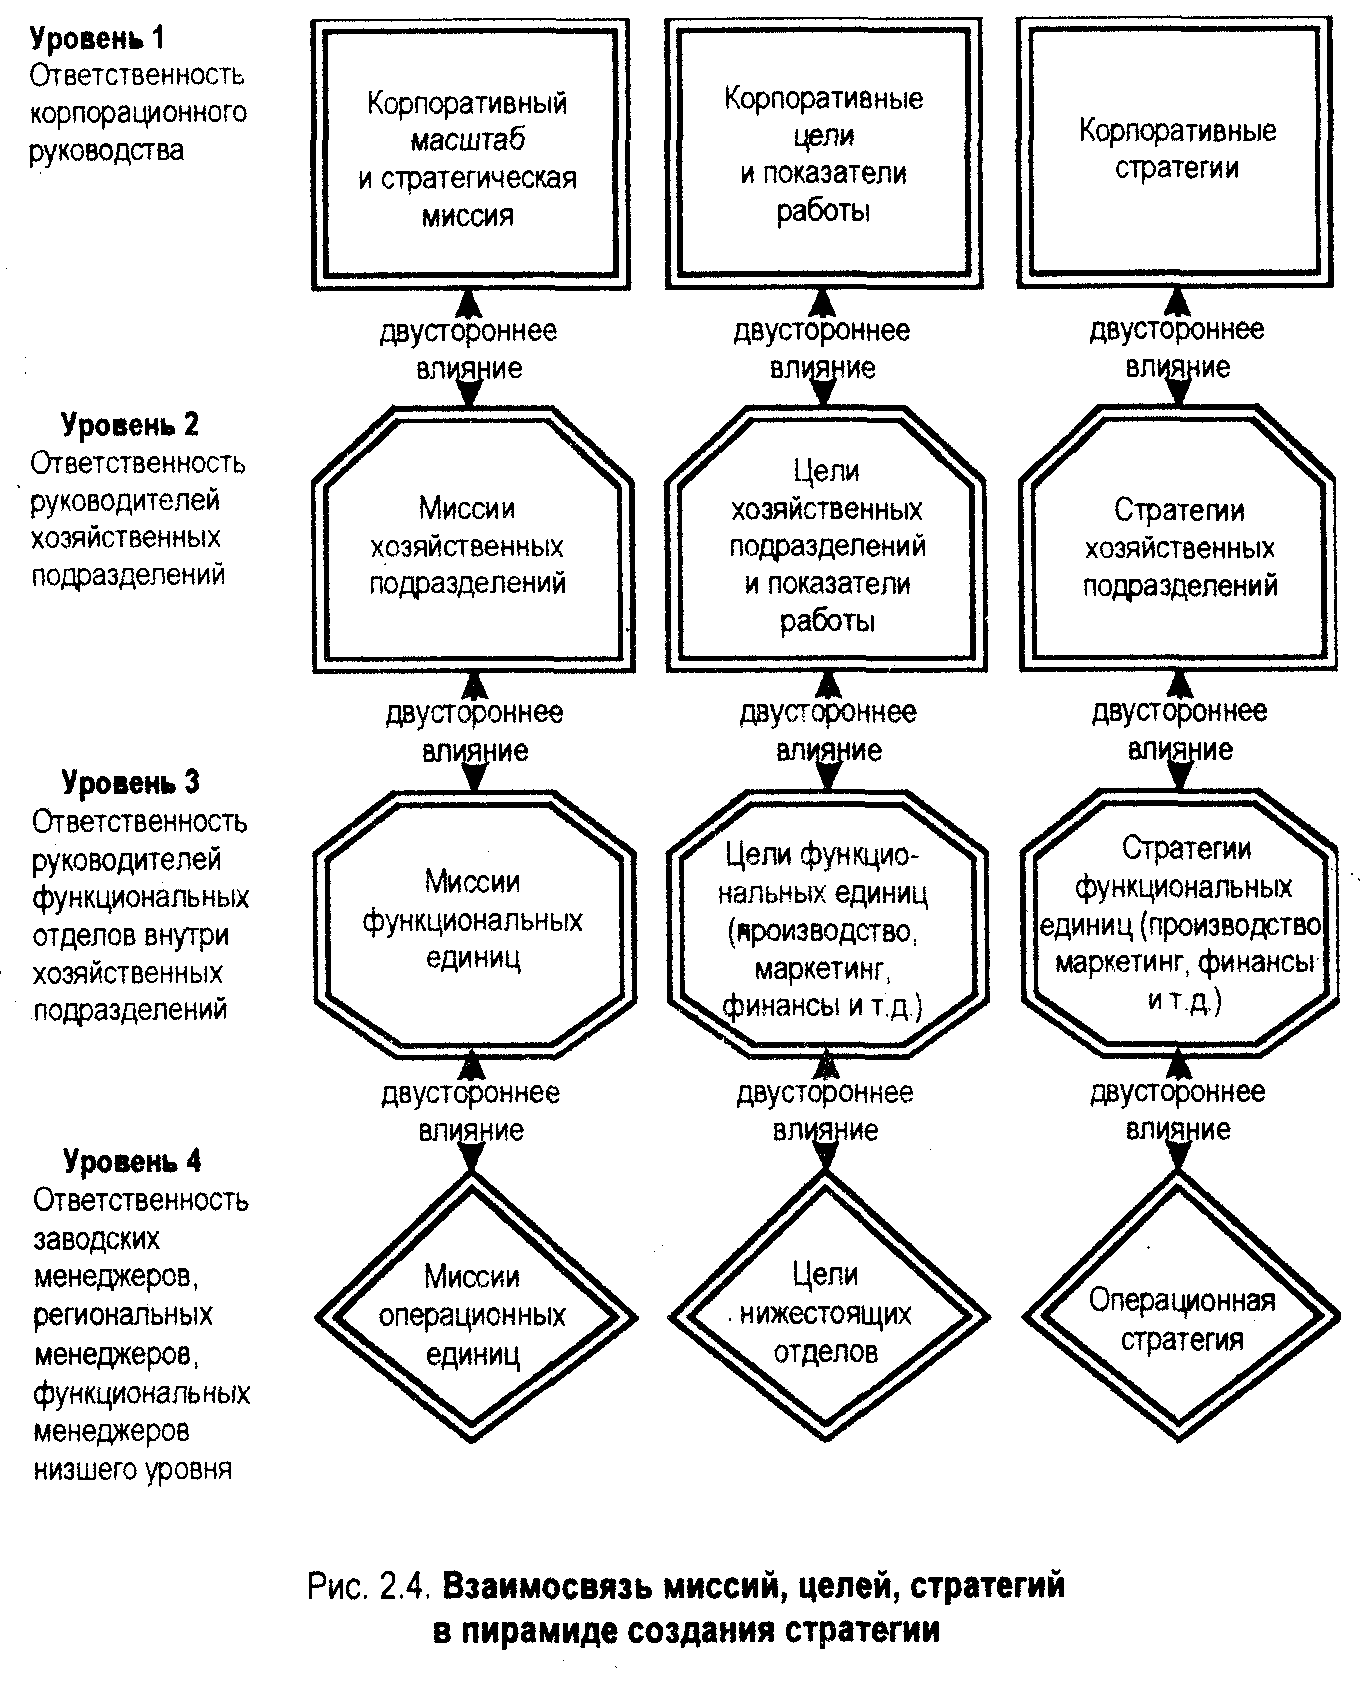 Уровень 1
Ответственность
корпорационного
руководства
Корпоративный
масштаб
и стратегическая
миссия
Корпоративные
цели
и показатели
работы
Корпоративные
стратегии
двустороннее
влияние
двустороннее
влияние
двустороннее
влияние
Уровень 2
Ответственность
руководителей
хозяйственных
подразделений
Миссии
хозяйственных
подразделений
Цели
хозяйственных
подразделений
и показатели
работы
Стратегии
хозяйственных
подразделений
двустороннее
влияние
двустороннее
влияние
двустороннее
влияние
Уровень 3
Ответственность
руководителей
функциональных
отделов внутри
хозяйственных
подразделений
Миссии
функциональных
единиц
Цели функцио-
нальных единиц
(производство,
маркетинг,
финансы и т.д.)
Стратегии
функциональных
единиц (производство
маркетинг, финансы
и т.д.)
двустороннее
влияние
двустороннее
влияние
двустороннее
влияние
Уровень 4
Ответственность
заводских
менеджеров,
региональных
менеджеров,
функциональных
менеджеров
низшего уровня
Миссии
операционных
единиц
Цели
нижестоящих
отделов
Операционная
стратегия
Рис. 2.4. Взаимосвязь миссий, целей, стратегий
в пирамиде создания стратегии